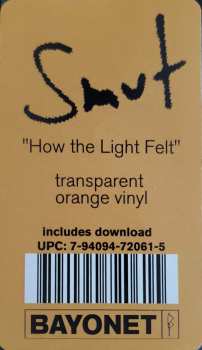 Smut
"How the Light Felt"
transparent
orange vinyl
includes download
UPC: 7-94094-72061-5
BAYONET